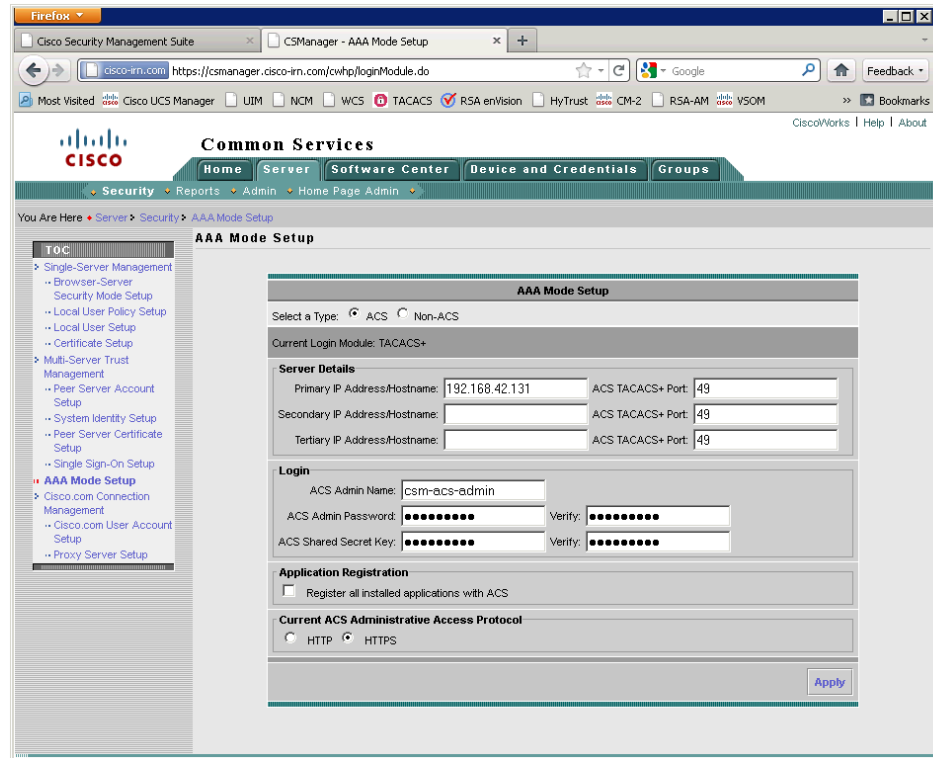 Firefox
Cisco Security Management Suite
CSManager - AAA Mode Setup
cisco-irn.com https://csmanager.cisco-irn.com/cwhp/loginModule.do
Google
Feedback
Most Visited Cisco UCS Manager UIM NCM WCS TACACS RSA enVision HyTrust CM-2 RSA-AM VSOM » Bookmarks
CiscoWorks | Help | About
CISCO
Common Services
Home Server Software Center Device and Credentials Groups
Security Reports Admin Home Page Admin
You Are Here Server > Security > AAA Mode Setup
AAA Mode Setup
TOC
Single-Server Management
Browser-Server
Security Mode Setup
Local User Policy Setup
Local User Setup
Certificate Setup
Multi-Server Trust
Management
Peer Server Account
Setup
System Identity Setup
Peer Server Certificate
Setup
Single Sign-On Setup
AAA Mode Setup
Cisco.com Connection
Management
Cisco.com User Account
Setup
Proxy Server Setup
AAA Mode Setup
Select a Type: ACS Non-ACS
Current Login Module: TACACS+
Server Details
Primary IP Address/Hostname: 192.168.42.131 ACS TACACS+ Port: 49
Secondary IP Address/Hostname: ACS TACACS+ Port: 49
Tertiary IP Address/Hostname: ACS TACACS+ Port: 49
Login
ACS Admin Name: csm-acs-admin
ACS Admin Password: ●●●●●●●●● Verify: ●●●●●●●●●
ACS Shared Secret Key: ●●●●●●●●● Verify: ●●●●●●●●●
Application Registration
Register all installed applications with ACS
Current ACS Administrative Access Protocol
HTTP HTTPS
Apply